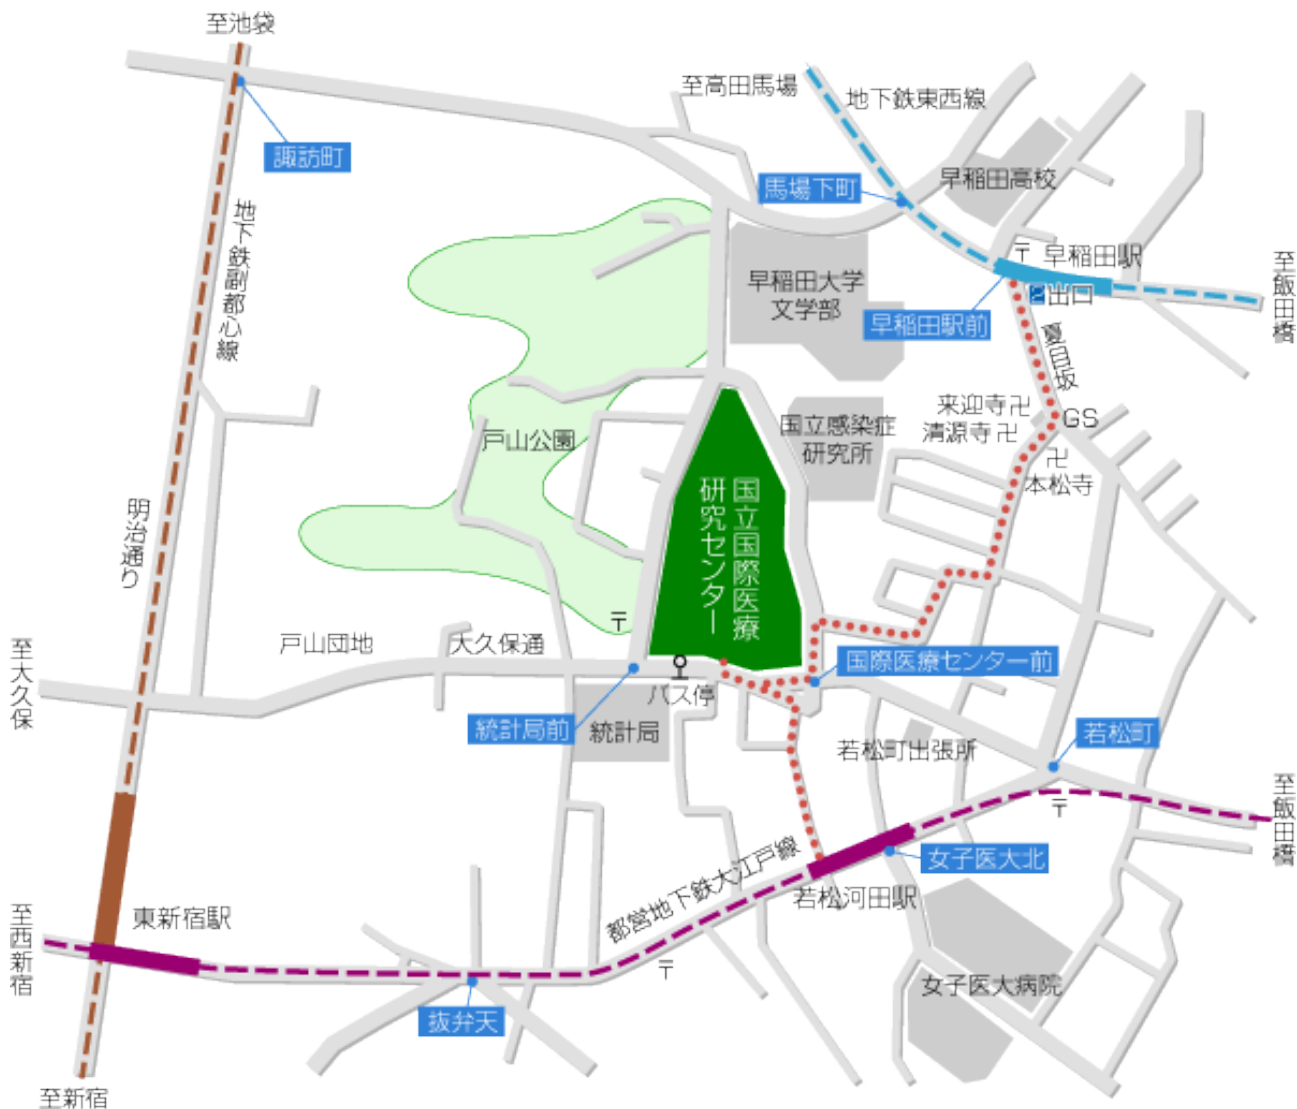 至池袋
至高田馬場
地下鉄東西線
諏訪町
馬場下町
早稲田高校
地下鉄副都心線
〒
早稲田駅
至飯田橋
早稲田大学
文学部
出口
早稲田駅前
夏目坂
来迎寺卍
GS
清源寺卍
国立感染症
研究所
戸山公園
卍
本松寺
国立国際医療
研究センター
明治通り
〒
戸山団地
大久保通
至大久保
国際医療センター前
バス停
統計局前
統計局
若松町出張所
若松町
至飯田橋
〒
女子医大北
都営地下鉄大江戸線
若松河田駅
東新宿駅
至西新宿
〒
女子医大病院
抜弁天
至新宿